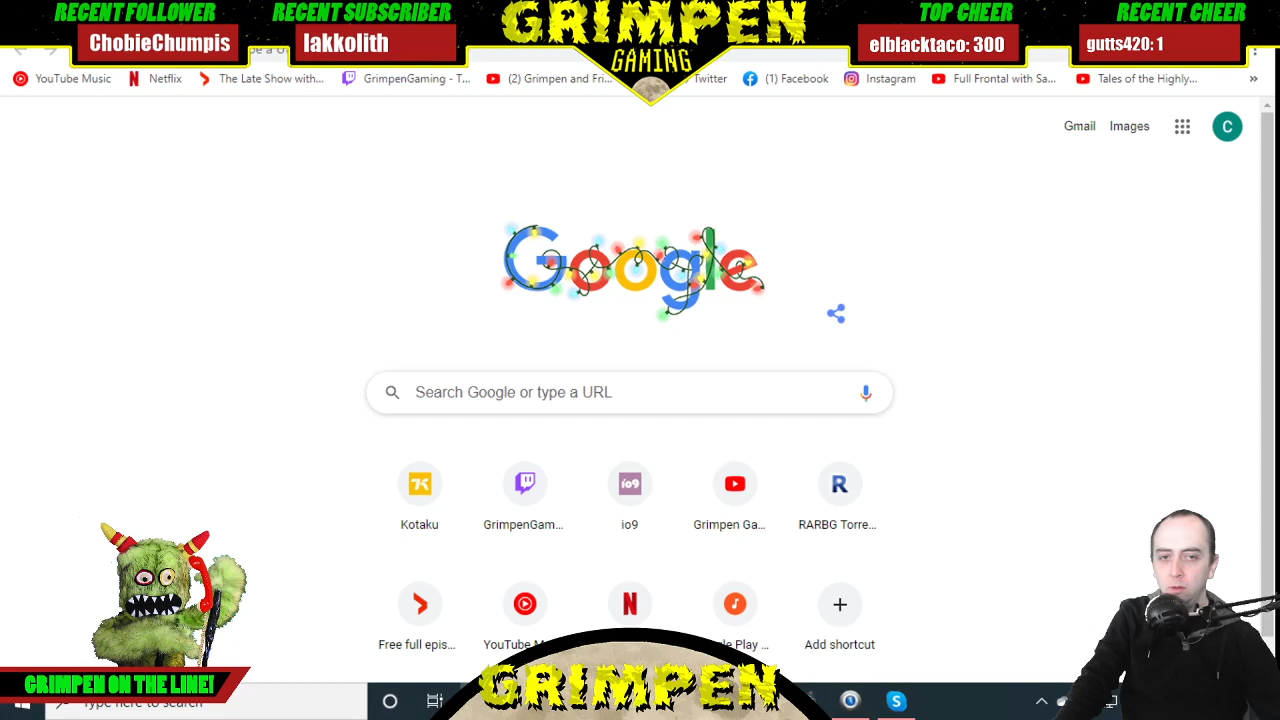 RECENT FOLLOWER
RECENT SUBSCRIBER
GRIMPEN
TOP CHEER
RECENT CHEER
ChobieChumpis
lakkolith
GAMING
elblacktaco: 300
gutts420: 1
YouTube Music
Netflix
The Late Show with...
GrimpenGaming - T...
(2) Grimpen and Fri...
Twitter
(1) Facebook
Instagram
Full Frontal with Sa...
Tales of the Highly...
»
Gmail
Images
C
Google
Search Google or type a URL
io9
R
Kotaku
GrimpenGam...
io9
Grimpen Ga...
RARBG Torre...
N
Free full epis...
Add shortcut
GRIMPEN ON THE LINE!
GRIMPEN
Type here to search